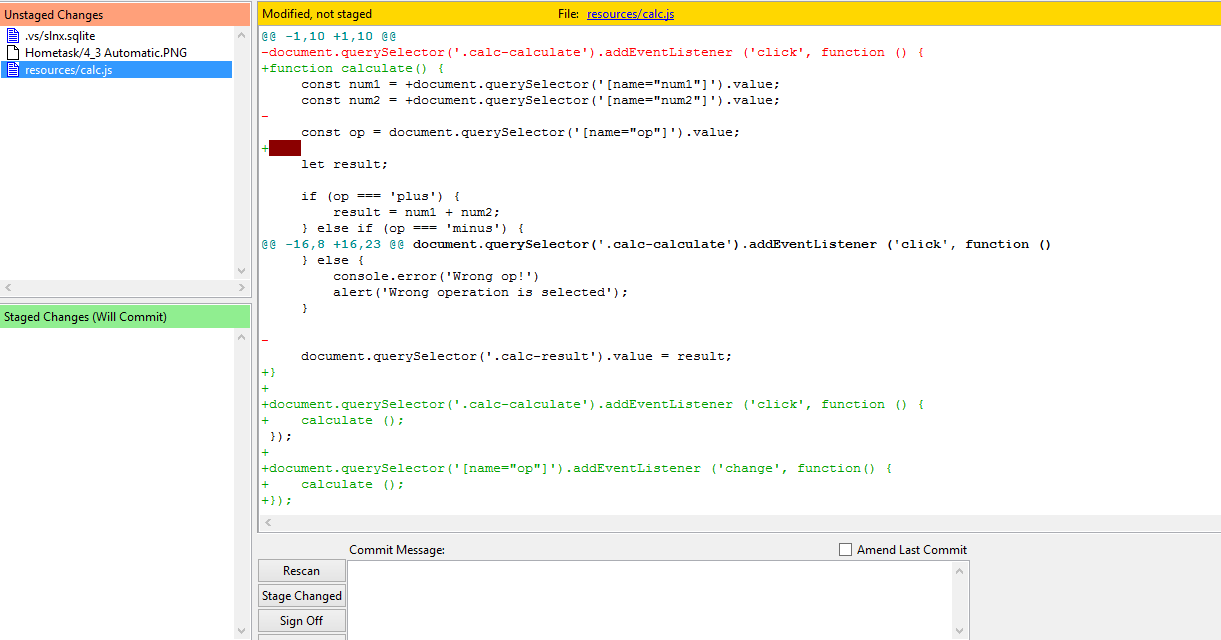 Unstaged Changes
.vs/slnx.sqlite
Hometask/4_3 Automatic.PNG
resources/calc.js
Staged Changes (Will Commit)
Modified, not staged File: resources/calc.js
@@ -1,10 +1,10 @@
-document.querySelector('.calc-calculate').addEventListener ('click', function () {
+function calculate() {
    const num1 = +document.querySelector('[name="num1"]').value;
    const num2 = +document.querySelector('[name="num2"]').value;
-
    const op = document.querySelector('[name="op"]').value;
+
    let result;
    if (op === 'plus') {
        result = num1 + num2;
    } else if (op === 'minus') {
@@ -16,8 +16,23 @@ document.querySelector('.calc-calculate').addEventListener ('click', function ()
    } else {
        console.error('Wrong op!')
        alert('Wrong operation is selected');
    }
-
    document.querySelector('.calc-result').value = result;
+}
+
+document.querySelector('.calc-calculate').addEventListener ('click', function () {
+    calculate ();
 });
+
+document.querySelector('[name="op"]').addEventListener ('change', function() {
+    calculate ();
+});
Commit Message:
Amend Last Commit
Rescan
Stage Changed
Sign Off